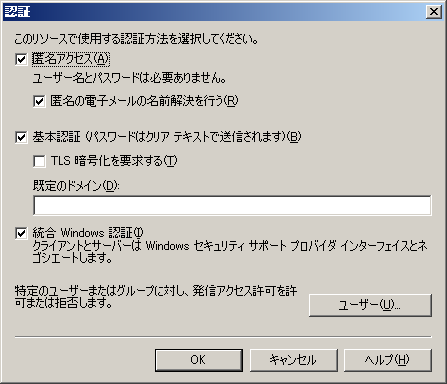 認証
このリソースで使用する認証方法を選択してください。
匿名アクセス(A)
ユーザー名とパスワードは必要ありません。
匿名の電子メールの名前解決を行う(R)
基本認証 (パスワードはクリア テキストで送信されます)(B)
TLS 暗号化を要求する(T)
既定のドメイン(D):
統合 Windows 認証(I)
クライアントとサーバーは Windows セキュリティ サポート プロバイダ インターフェイスとネ
ゴシエートします。
特定のユーザーまたはグループに対し、発信アクセス許可を許
可または拒否します。
ユーザー(U)...
OK
キャンセル
ヘルプ(H)